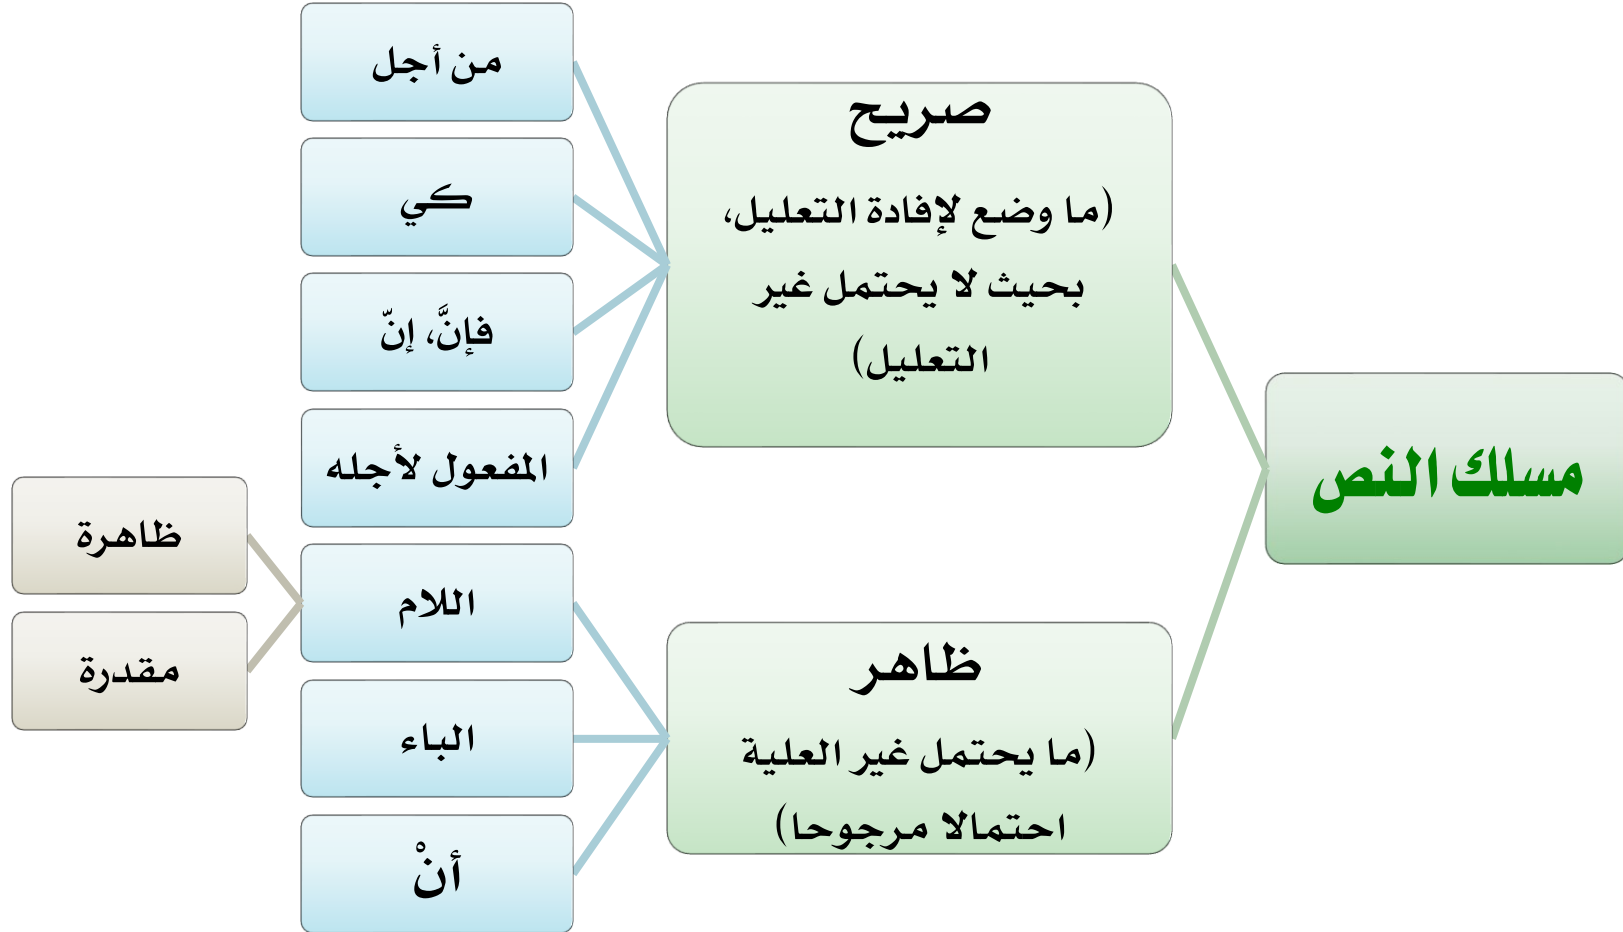 مسلك النص
صريح
(ما وضع لإفادة التعليل،
بحيث لا يحتمل غير
التعليل)
من أجل
كي
فإنَّ، إنّ
المفعول لأجله
ظاهر
(ما يحتمل غير العلية
احتمالا مرجوحا)
اللام
ظاهرة
مقدرة
الباء
أنْ